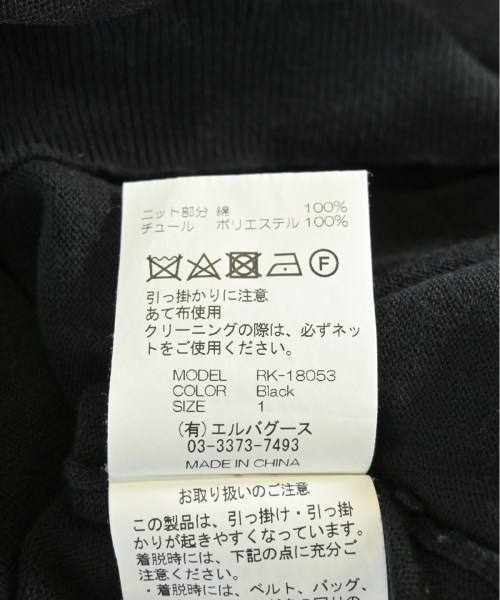 ニット部分 綿 100%
チュール ポリエステル 100%
F
引っ掛かりに注意
あて布使用
クリーニングの際は、必ずネッ
トをご使用ください。
MODEL RK-18053
COLOR Black
SIZE 1
(有)エルバグース
03-3373-7493
MADE IN CHINA
お取り扱いのご注意
この製品は、引っ掛け・引っ掛
かりが起きやすくなっています。
着脱時には、下記の点に充分ご
注意ください。
・着脱時には、ベルト、バッグ、